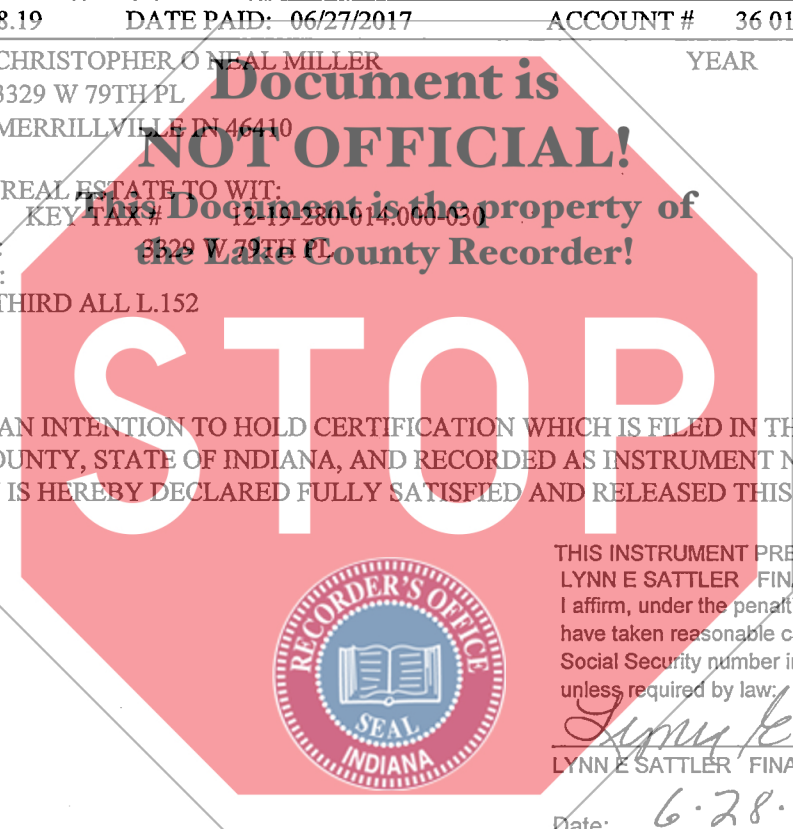 8.19 DATE PAID: 06/27/2017 ACCOUNT # 36 01
CHRISTOPHER O NEAL MILLER YEAR
3329 W 79TH PL
MERRILLVILLE IN 46410
Document is
NOT OFFICIAL!
This Document is the property of
the Lake County Recorder!
REAL ESTATE TO WIT:
KEY TAX # 12-19-280-014.000-030
: 3329 W 79TH PL
:
THIRD ALL L.152
STOP
AN INTENTION TO HOLD CERTIFICATION WHICH IS FILED IN TH
OUNTY, STATE OF INDIANA, AND RECORDED AS INSTRUMENT N
IS HEREBY DECLARED FULLY SATISFIED AND RELEASED THIS
THIS INSTRUMENT PRE
LYNN E SATTLER FINA
I affirm, under the penalt
have taken reasonable c
Social Security number i
unless required by law:
Lynn E
LYNN E SATTLER FINA
Date: 6.28.
RECORDER'S OFFICE
SEAL
INDIANA